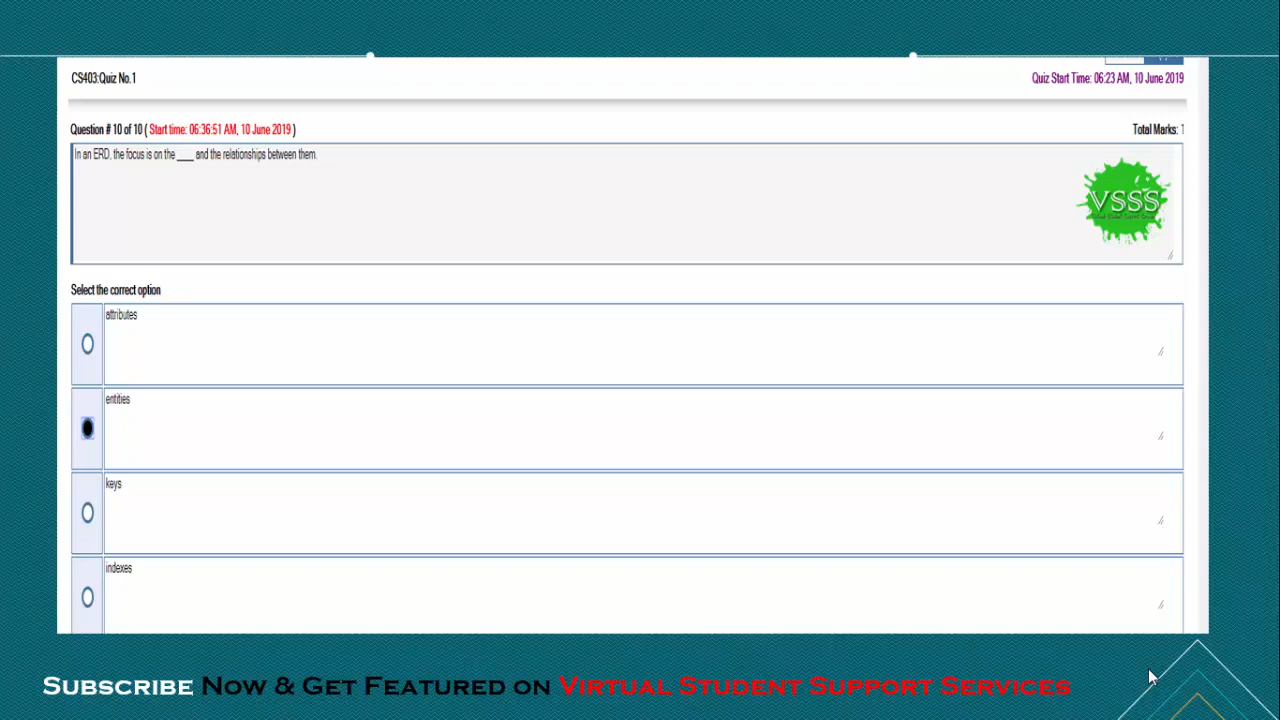 CS403:Quiz No.1
Quiz Start Time: 06:23 AM, 10 June 2019
Question # 10 of 10 ( Start time: 06:36:51 AM, 10 June 2019 )
Total Marks: 1
In an ERD, the focus is on the ____ and the relationships between them.
VSSS
Select the correct option
attributes
entities
keys
indexes
Subscribe Now & Get Featured on Virtual Student Support Services